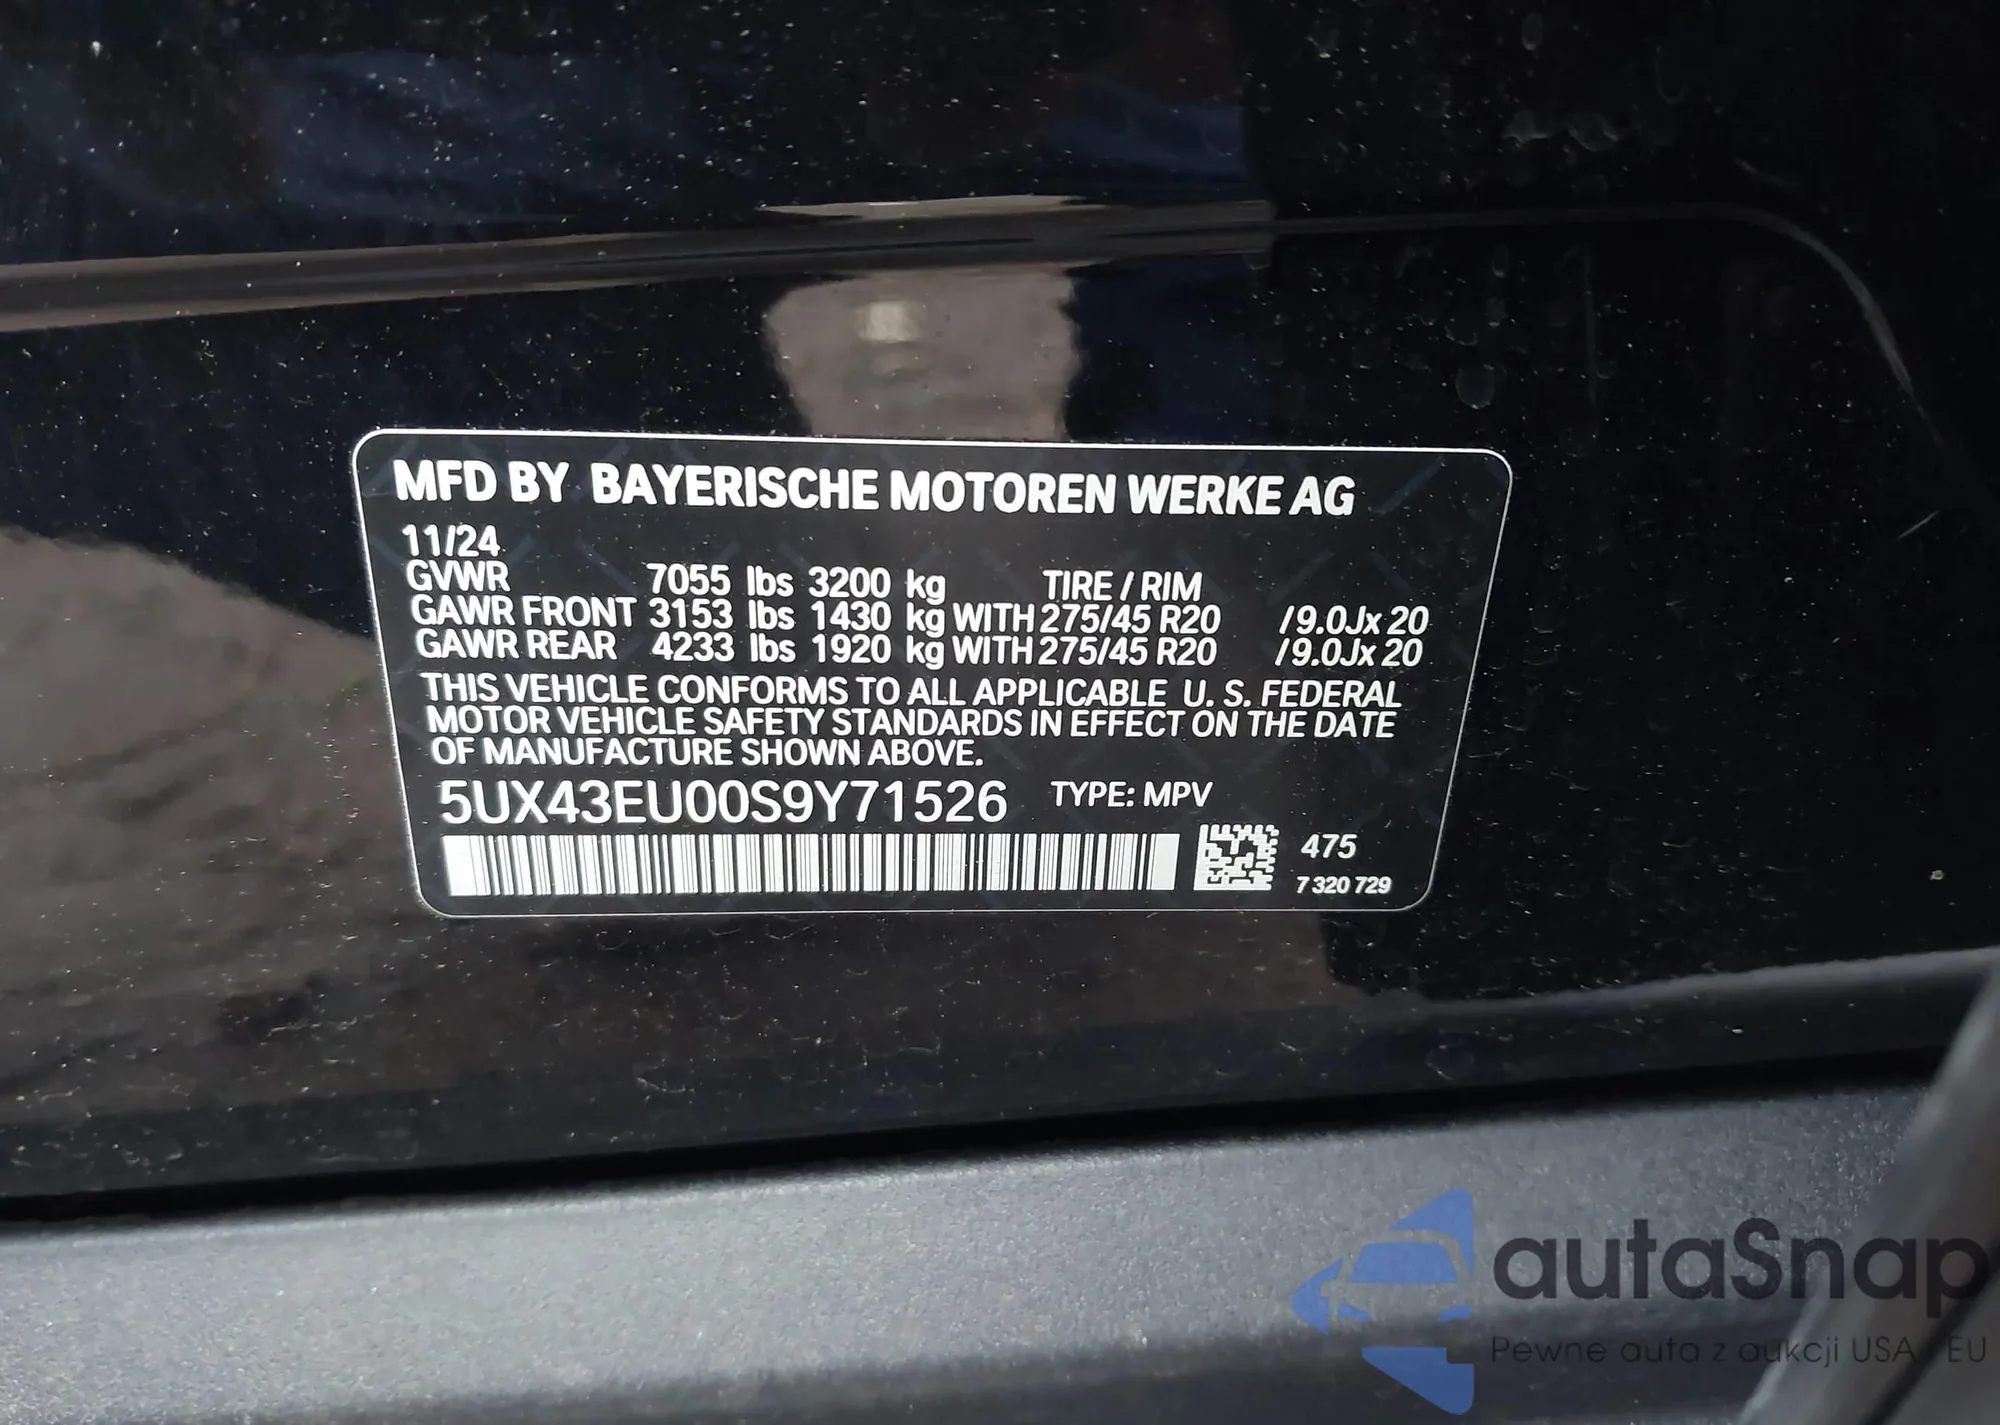 MFD BY BAYERISCHE MOTOREN WERKE AG
11/24
GVWR 7055 lbs 3200 kg TIRE / RIM
GAWR FRONT 3153 lbs 1430 kg WITH 275/45 R20 /9.0Jx 20
GAWR REAR 4233 lbs 1920 kg WITH 275/45 R20 /9.0Jx 20
THIS VEHICLE CONFORMS TO ALL APPLICABLE U. S. FEDERAL
MOTOR VEHICLE SAFETY STANDARDS IN EFFECT ON THE DATE
OF MANUFACTURE SHOWN ABOVE.
5UX43EU00S9Y71526 TYPE: MPV
475
7 320 729
autaSnap
Pewne auta z aukcji USA / EU